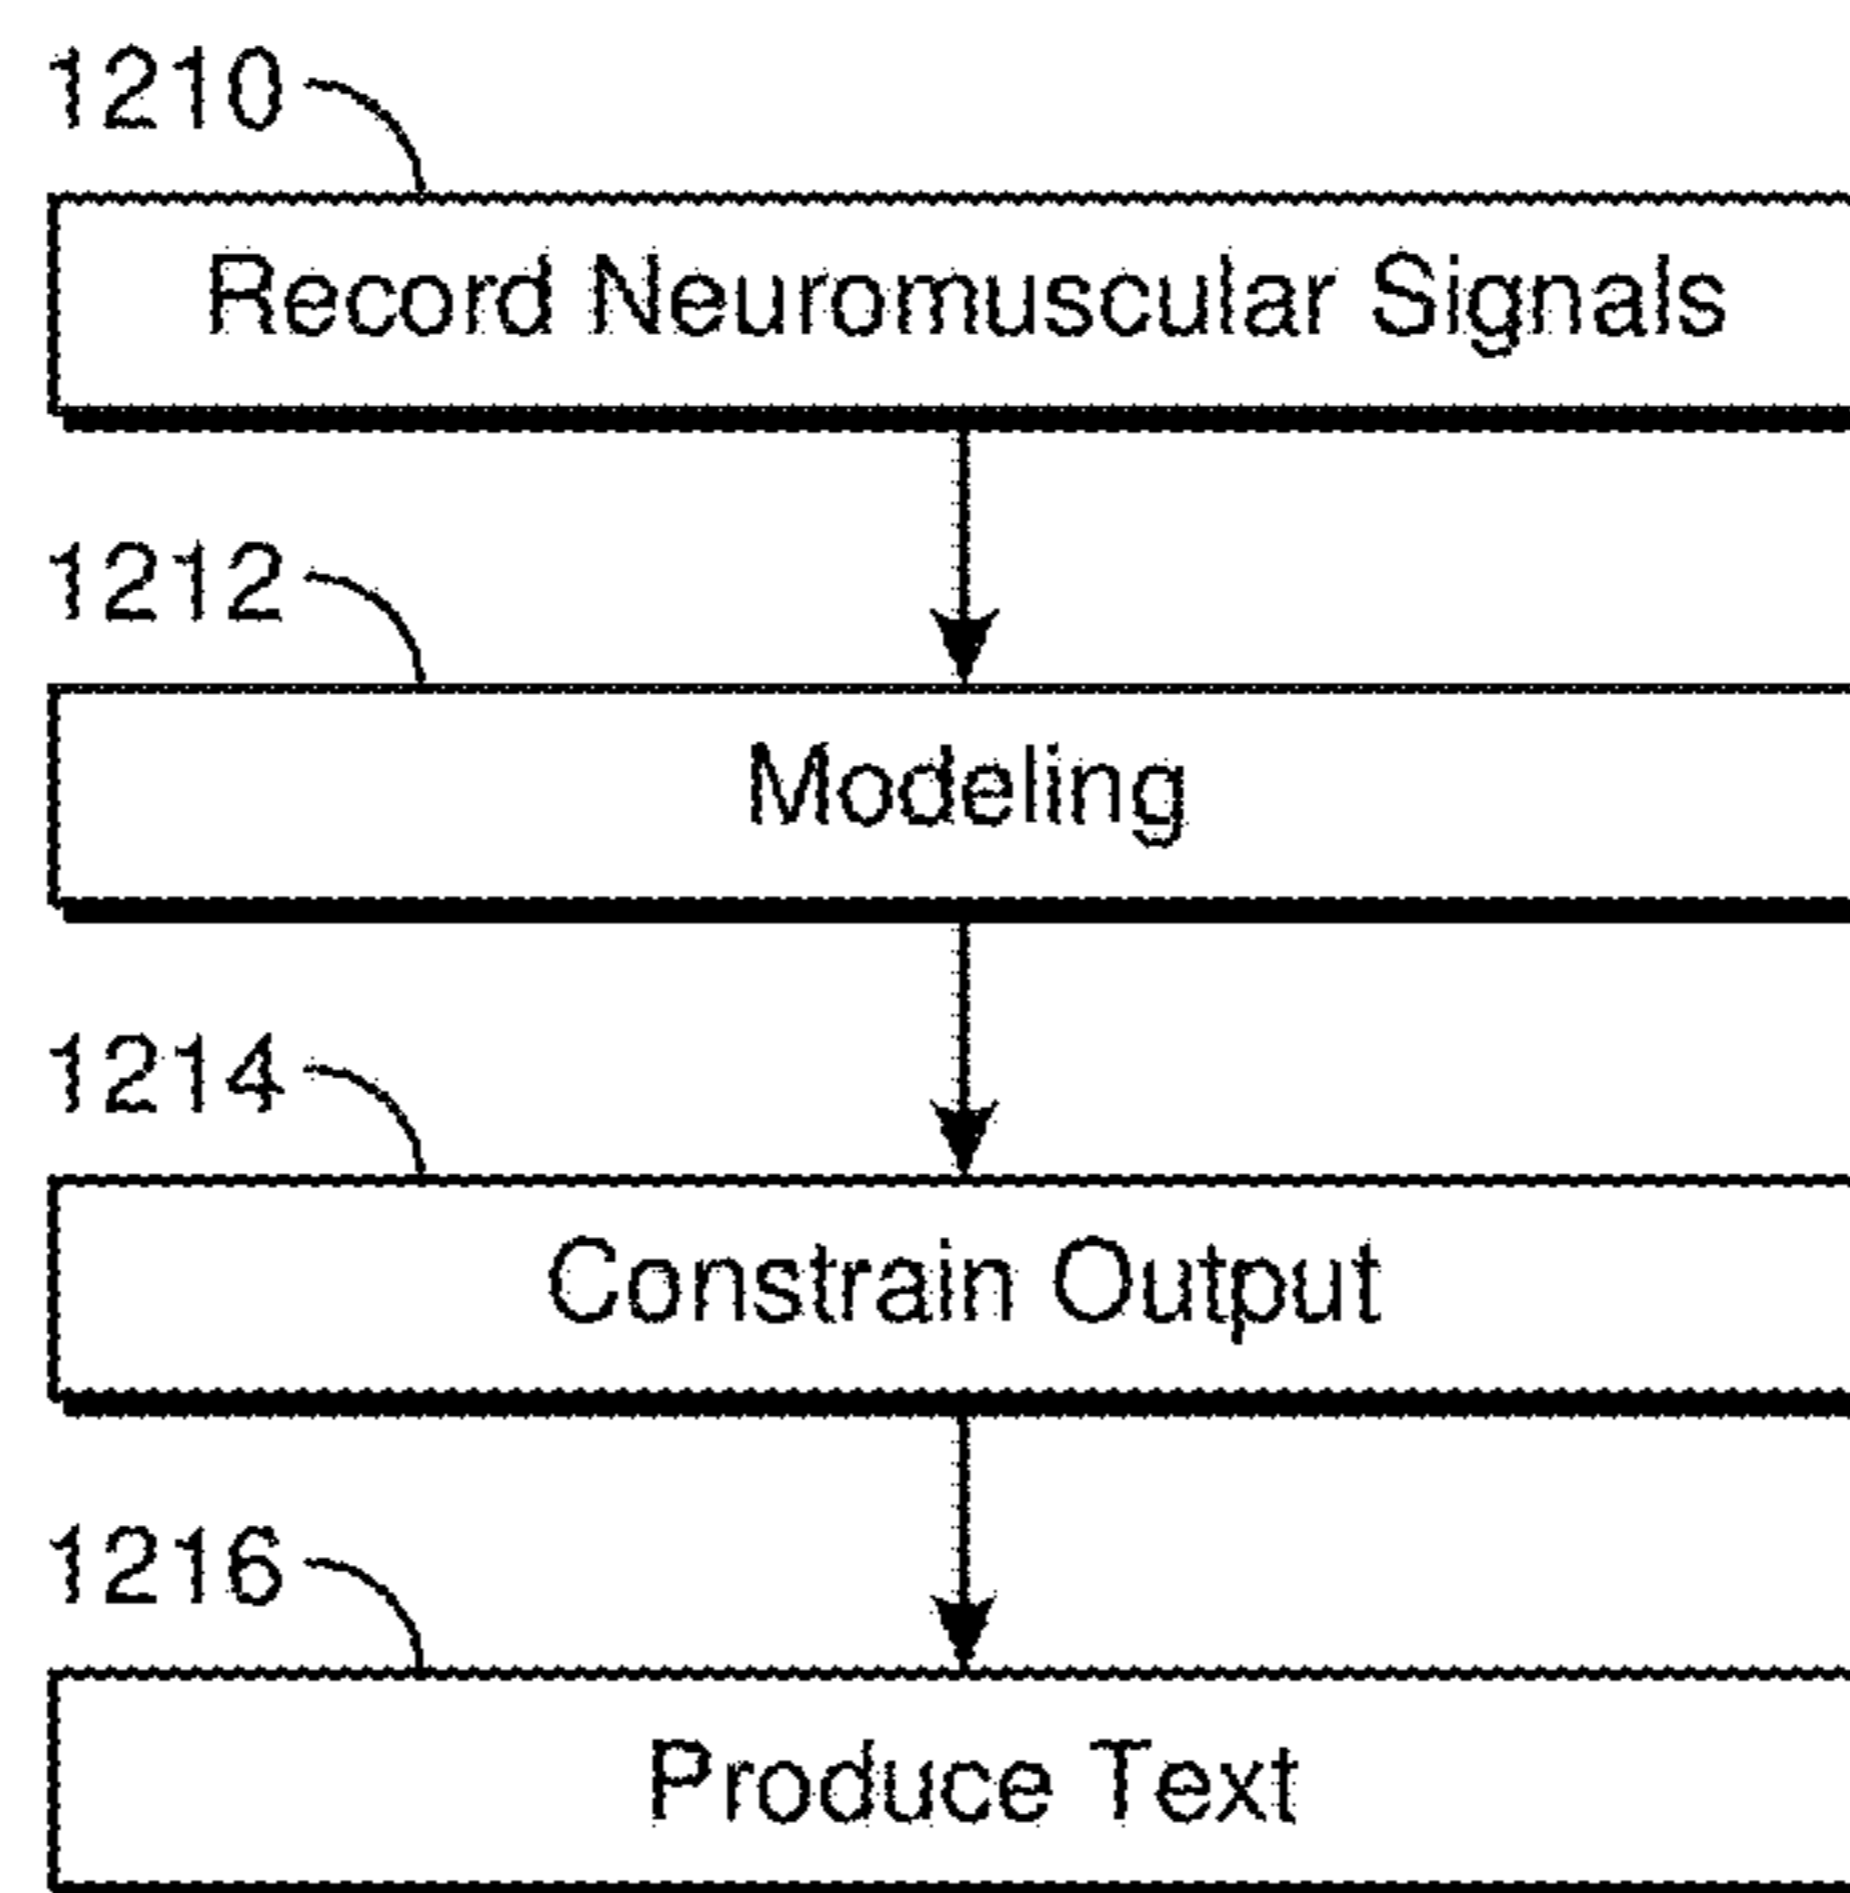 1210
Record Neuromuscular Signals
1212
Modeling
1214
Constrain Output
1216
Produce Text